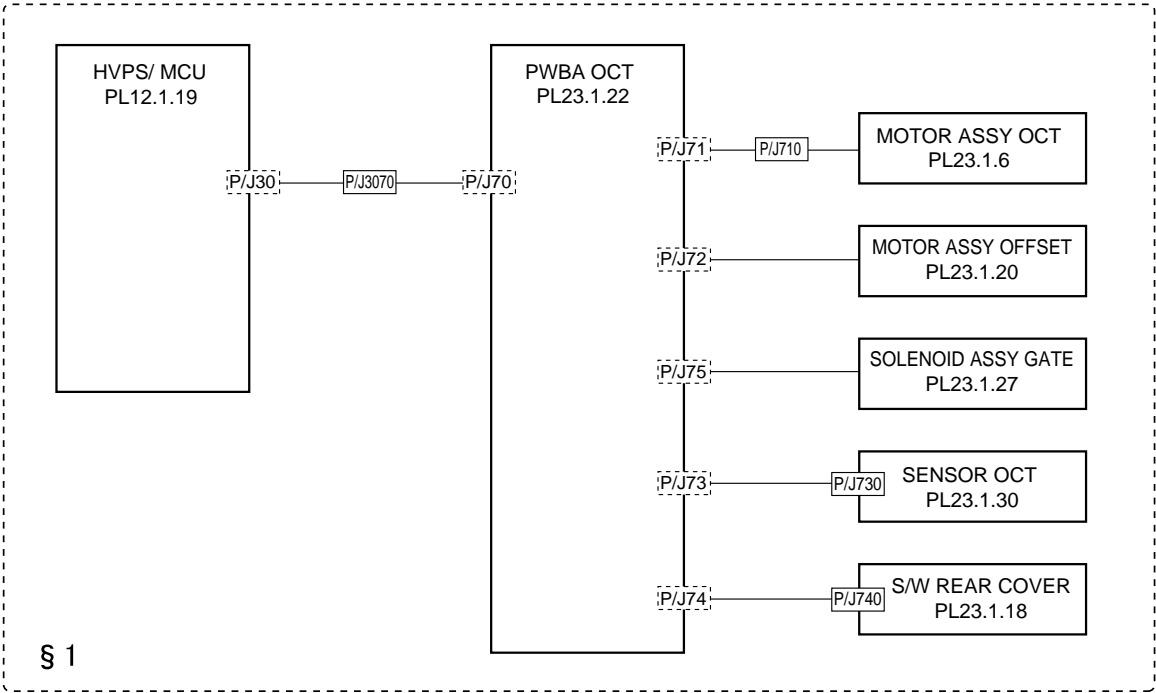 HVPS/ MCU
PL12.1.19
P/J30
P/J3070
P/J70
PWBA OCT
PL23.1.22
P/J71
P/J710
MOTOR ASSY OCT
PL23.1.6
P/J72
MOTOR ASSY OFFSET
PL23.1.20
P/J75
SOLENOID ASSY GATE
PL23.1.27
P/J73
P/J730
SENSOR OCT
PL23.1.30
P/J74
P/J740
S/W REAR COVER
PL23.1.18
§ 1